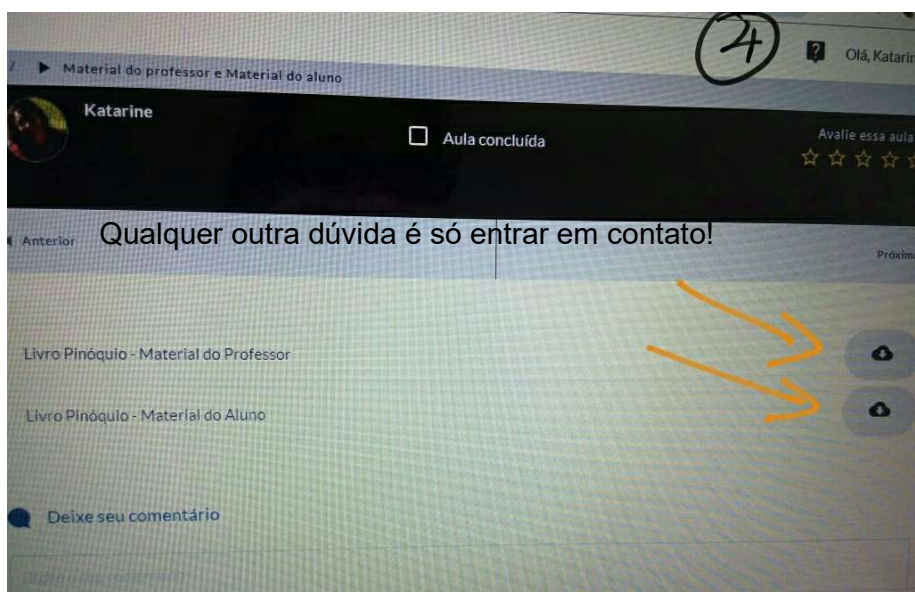 4
? Olá, Katarin
/ ▶ Material do professor e Material do aluno
Katarine
Aula concluída
Avalie essa aula
Anterior
Qualquer outra dúvida é só entrar em contato!
Próxim
Livro Pinóquio - Material do Professor
Livro Pinóquio - Material do Aluno
Deixe seu comentário